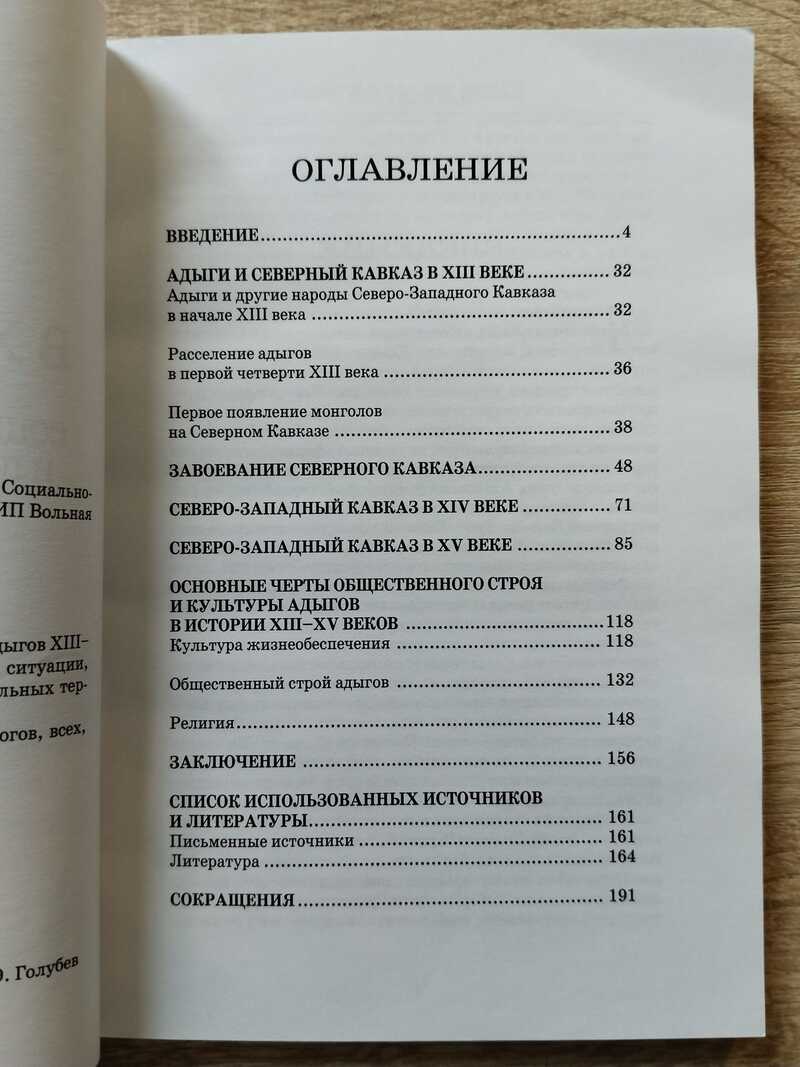 Социально-
ИП Вольная
XIII–
ситуации,
тер-
всех,
Голубев
ОГЛАВЛЕНИЕ
ВВЕДЕНИЕ..........4
АДЫГИ И СЕВЕРНЫЙ КАВКАЗ В XIII ВЕКЕ..........32
Адыги и другие народы Северо-Западного Кавказа
в начале XIII века..........32
Расселение адыгов
в первой четверти XIII века..........36
Первое появление монголов
на Северном Кавказе..........38
ЗАВОЕВАНИЕ СЕВЕРНОГО КАВКАЗА..........48
СЕВЕРО-ЗАПАДНЫЙ КАВКАЗ В XIV ВЕКЕ..........71
СЕВЕРО-ЗАПАДНЫЙ КАВКАЗ В XV ВЕКЕ..........85
ОСНОВНЫЕ ЧЕРТЫ ОБЩЕСТВЕННОГО СТРОЯ
И КУЛЬТУРЫ АДЫГОВ
В ИСТОРИИ XIII–XV ВЕКОВ..........118
Культура жизнеобеспечения..........118
Общественный строй адыгов..........132
Религия..........148
ЗАКЛЮЧЕНИЕ..........156
СПИСОК ИСПОЛЬЗОВАННЫХ ИСТОЧНИКОВ
И ЛИТЕРАТУРЫ..........161
Письменные источники..........161
Литература..........164
СОКРАЩЕНИЯ..........191